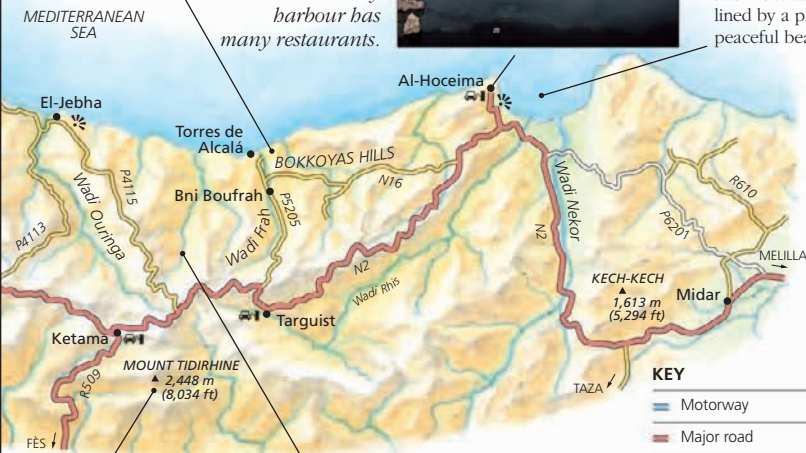 MEDITERRANEAN
SEA
harbour has
many restaurants.
lined by a
peaceful
Al-Hoceima
El-Jebha
Torres de
Alcalá
BOKKOYAS HILLS
N16
Bni Boufrah
P5205
Wadi Frah
P4115
Wadi Ouringa
P4113
Wadi Nekor
N2
R610
P6201
MELILLA
N2
Wadi Rhis
KECH-KECH
1,613 m
(5,294 ft)
Midar
Targuist
Ketama
MOUNT TIDIRHINE
2,448 m
(8,034 ft)
R509
TAZA
FÈS
KEY
Motorway
Major road